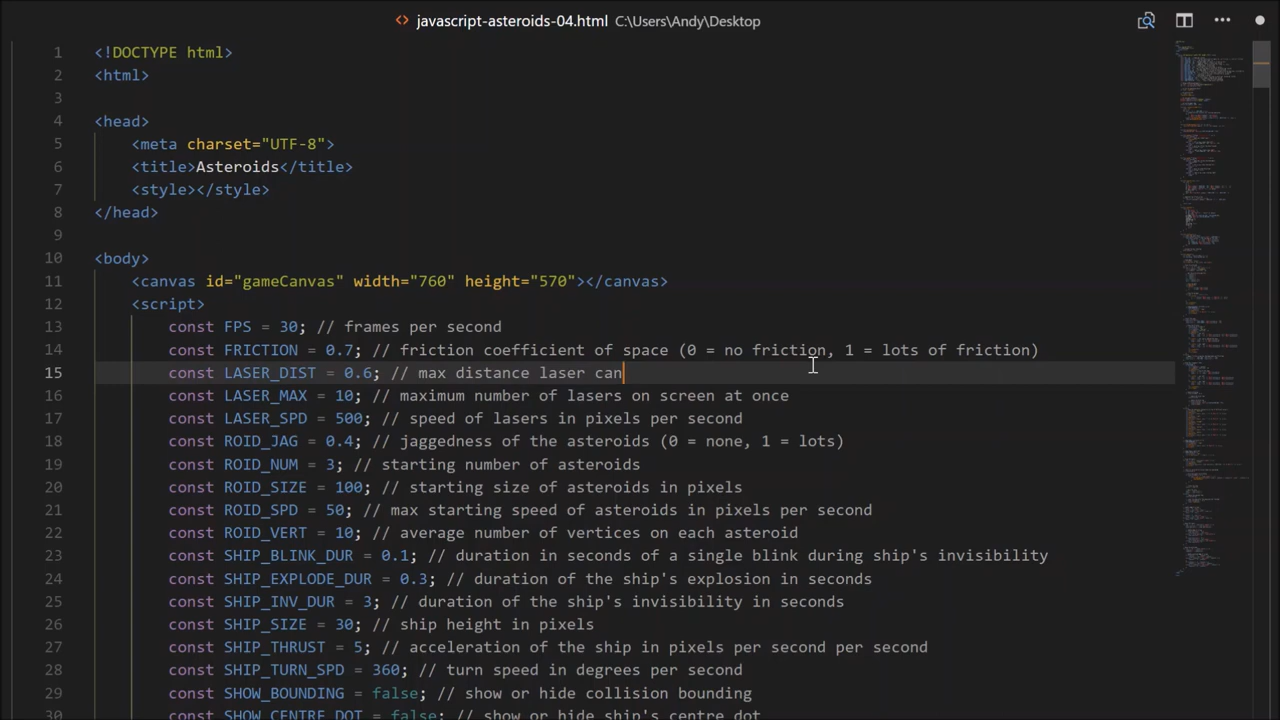 javascript-asteroids-04.html C:\Users\Andy\Desktop
1 <!DOCTYPE html>
2 <html>
3
4 <head>
5 <meta charset="UTF-8">
6 <title>Asteroids</title>
7 <style></style>
8 </head>
9
10 <body>
11 <canvas id="gameCanvas" width="760" height="570"></canvas>
12 <script>
13 const FPS = 30; // frames per second
14 const FRICTION = 0.7; // friction coefficient of space (0 = no friction, 1 = lots of friction)
15 const LASER_DIST = 0.6; // max distance laser can
16 const LASER_MAX = 10; // maximum number of lasers on screen at once
17 const LASER_SPD = 500; // speed of lasers in pixels per second
18 const ROID_JAG = 0.4; // jaggedness of the asteroids (0 = none, 1 = lots)
19 const ROID_NUM = 3; // starting number of asteroids
20 const ROID_SIZE = 100; // starting size of asteroids in pixels
21 const ROID_SPD = 50; // max starting speed of asteroids in pixels per second
22 const ROID_VERT = 10; // average number of vertices on each asteroid
23 const SHIP_BLINK_DUR = 0.1; // duration in seconds of a single blink during ship's invisibility
24 const SHIP_EXPLODE_DUR = 0.3; // duration of the ship's explosion in seconds
25 const SHIP_INV_DUR = 3; // duration of the ship's invisibility in seconds
26 const SHIP_SIZE = 30; // ship height in pixels
27 const SHIP_THRUST = 5; // acceleration of the ship in pixels per second per second
28 const SHIP_TURN_SPD = 360; // turn speed in degrees per second
29 const SHOW_BOUNDING = false; // show or hide collision bounding
30 const SHOW_CENTRE_DOT = false; // show or hide ship's centre dot